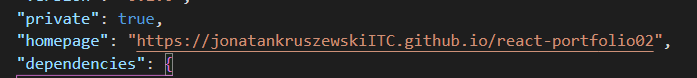 "private": true,
"homepage": "https://jonatankruszewskiITC.github.io/react-portfolio02",
"dependencies": {